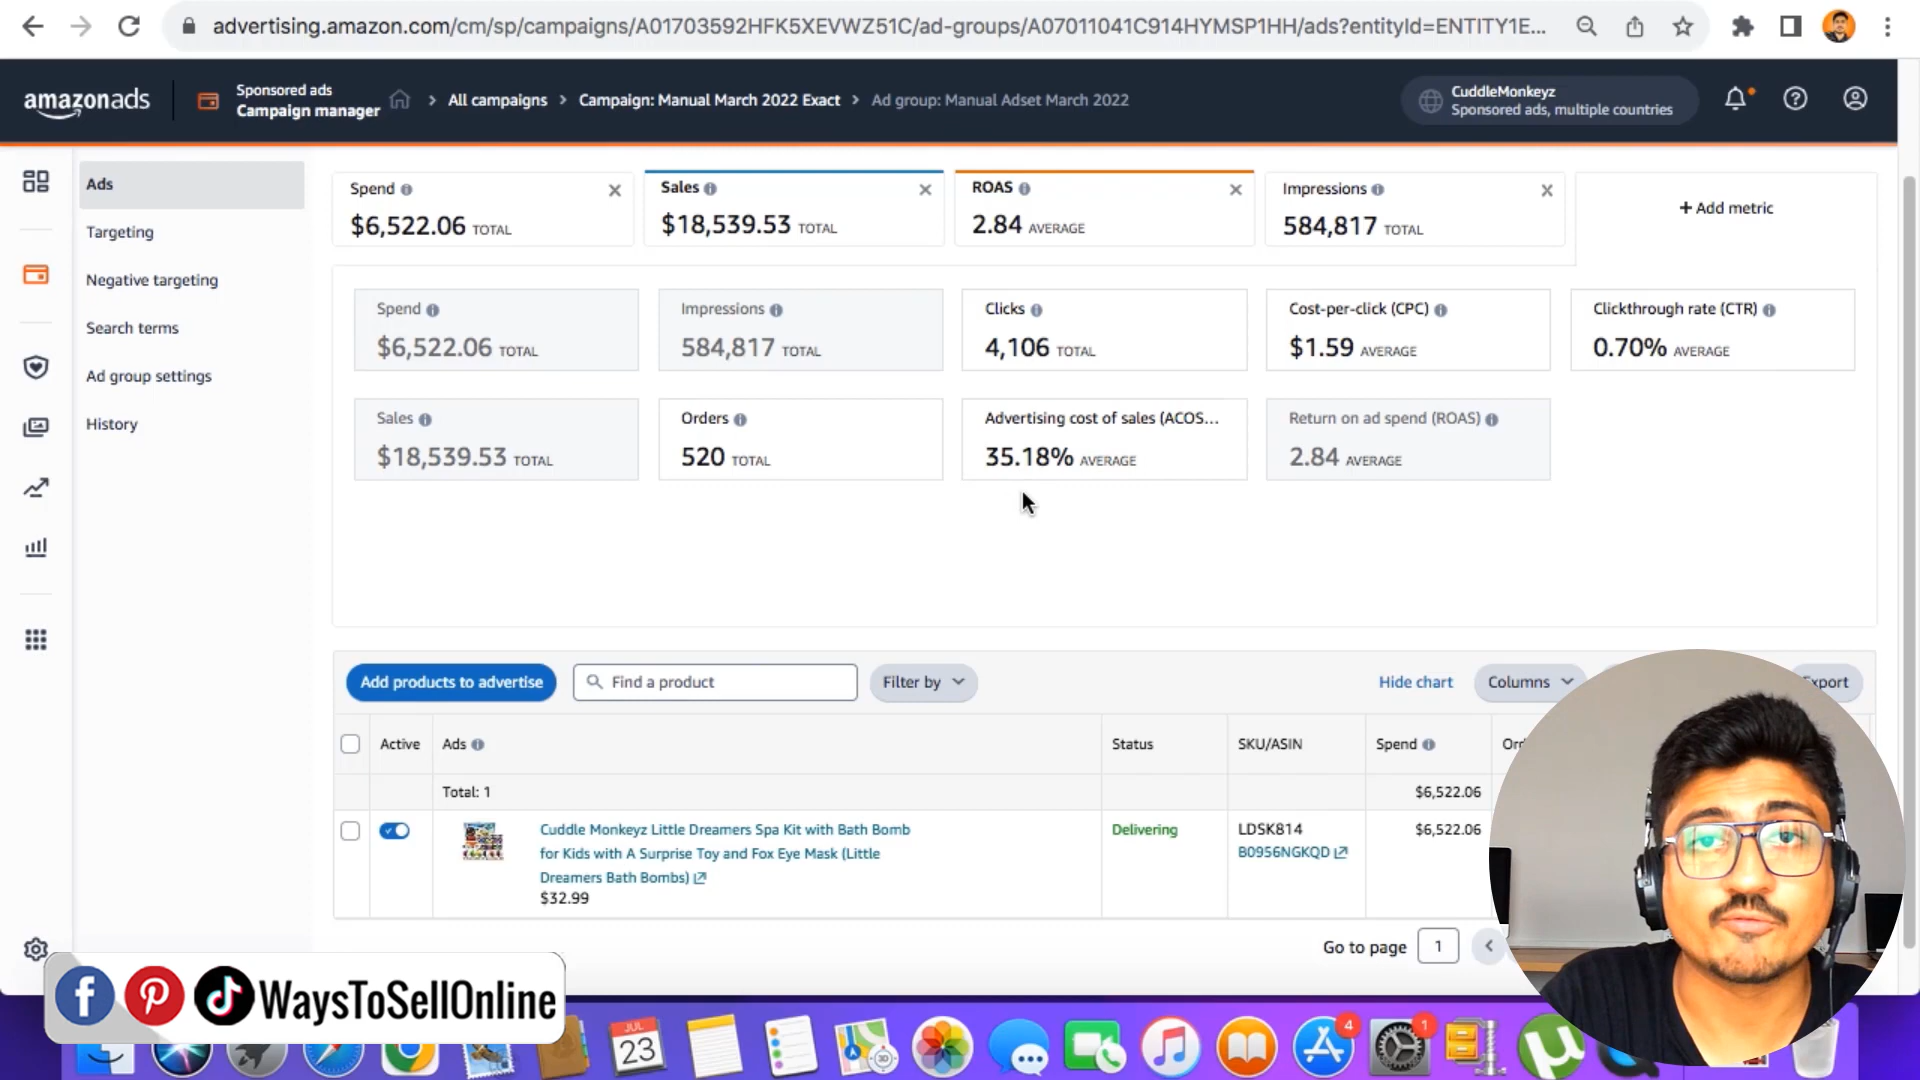 advertising.amazon.com/cm/sp/campaigns/A01703592HFK5XEVWZ51C/ad-groups/A07011041C914HYMSP1HH/ads?entityId=ENTITY1E...
amazonads
Sponsored ads
Campaign manager
All campaigns
Campaign: Manual March 2022 Exact
Ad group: Manual Adset March 2022
CuddleMonkeyz
Sponsored ads, multiple countries
Ads
Targeting
Negative targeting
Search terms
Ad group settings
History
Spend
$6,522.06 TOTAL
Sales
$18,539.53 TOTAL
ROAS
2.84 AVERAGE
Impressions
584,817 TOTAL
+ Add metric
Spend
$6,522.06 TOTAL
Impressions
584,817 TOTAL
Clicks
4,106 TOTAL
Cost-per-click (CPC)
$1.59 AVERAGE
Clickthrough rate (CTR)
0.70% AVERAGE
Sales
$18,539.53 TOTAL
Orders
520 TOTAL
Advertising cost of sales (ACOS...
35.18% AVERAGE
Return on ad spend (ROAS)
2.84 AVERAGE
Add products to advertise
Find a product
Filter by
Hide chart
Columns
Export
Active
Ads
Status
SKU/ASIN
Spend
Total: 1
$6,522.06
Cuddle Monkeyz Little Dreamers Spa Kit with Bath Bomb
for Kids with A Surprise Toy and Fox Eye Mask (Little
Dreamers Bath Bombs)
$32.99
Delivering
LDSK814
B0956NGKQD
$6,522.06
Go to page
1
WaysToSellOnline
JUL
23
3D
4
1